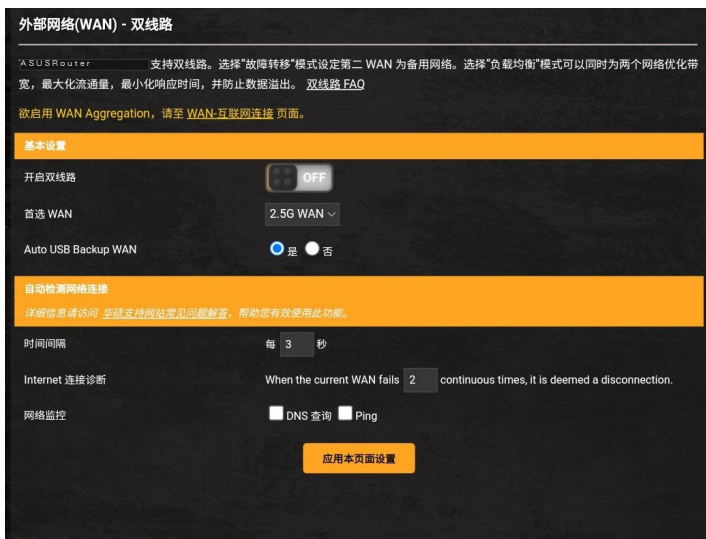 外部网络(WAN) - 双线路
ASUSRouter 支持双线路。选择“故障转移”模式设定第二 WAN 为备用网络。选择“负载均衡”模式可以同时为两个网络优化带
宽，最大化流通量，最小化响应时间，并防止数据溢出。 双线路 FAQ
欲启用 WAN Aggregation，请至 WAN-互联网连接 页面。
基本设置
开启双线路 OFF
首选 WAN 2.5G WAN
Auto USB Backup WAN 是 否
自动检测网络连接
详细信息请访问 华硕支持网站常见问题解答，帮助您有效使用此功能。
时间间隔 每 3 秒
Internet 连接诊断 When the current WAN fails 2 continuous times, it is deemed a disconnection.
网络监控 DNS 查询 Ping
应用本页面设置